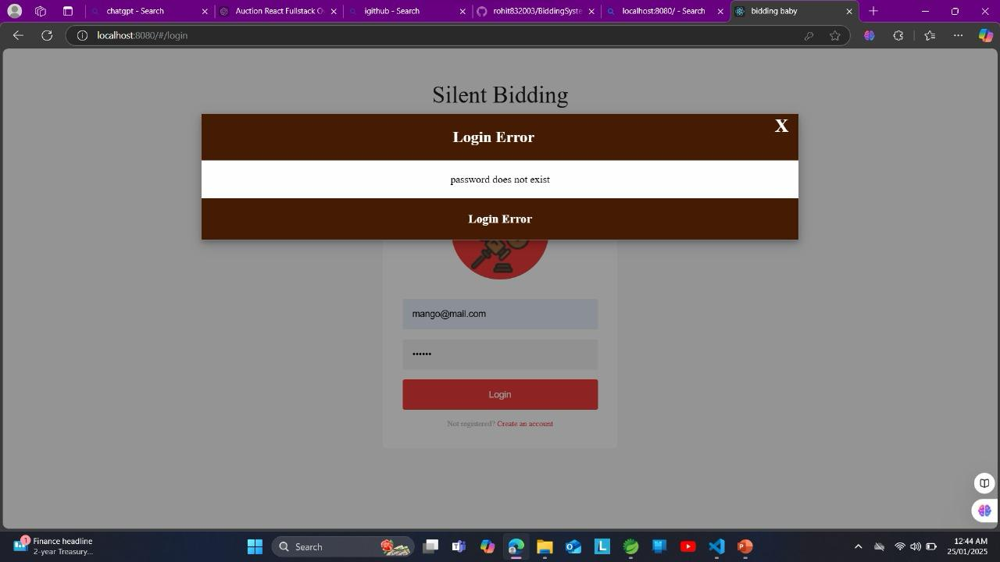 chatgpt - Search
Auction React Fullstack O
igithub - Search
rohit832003/BiddingSyste
localhost:8080/ - Search
bidding baby
localhost:8080/#/login
Silent Bidding
Login Error
X
password does not exist
Login Error
mango@mail.com
Login
Not registered? Create an account
1
Finance headline
2-year Treasury...
Search
L
12:44 AM
25/01/2025